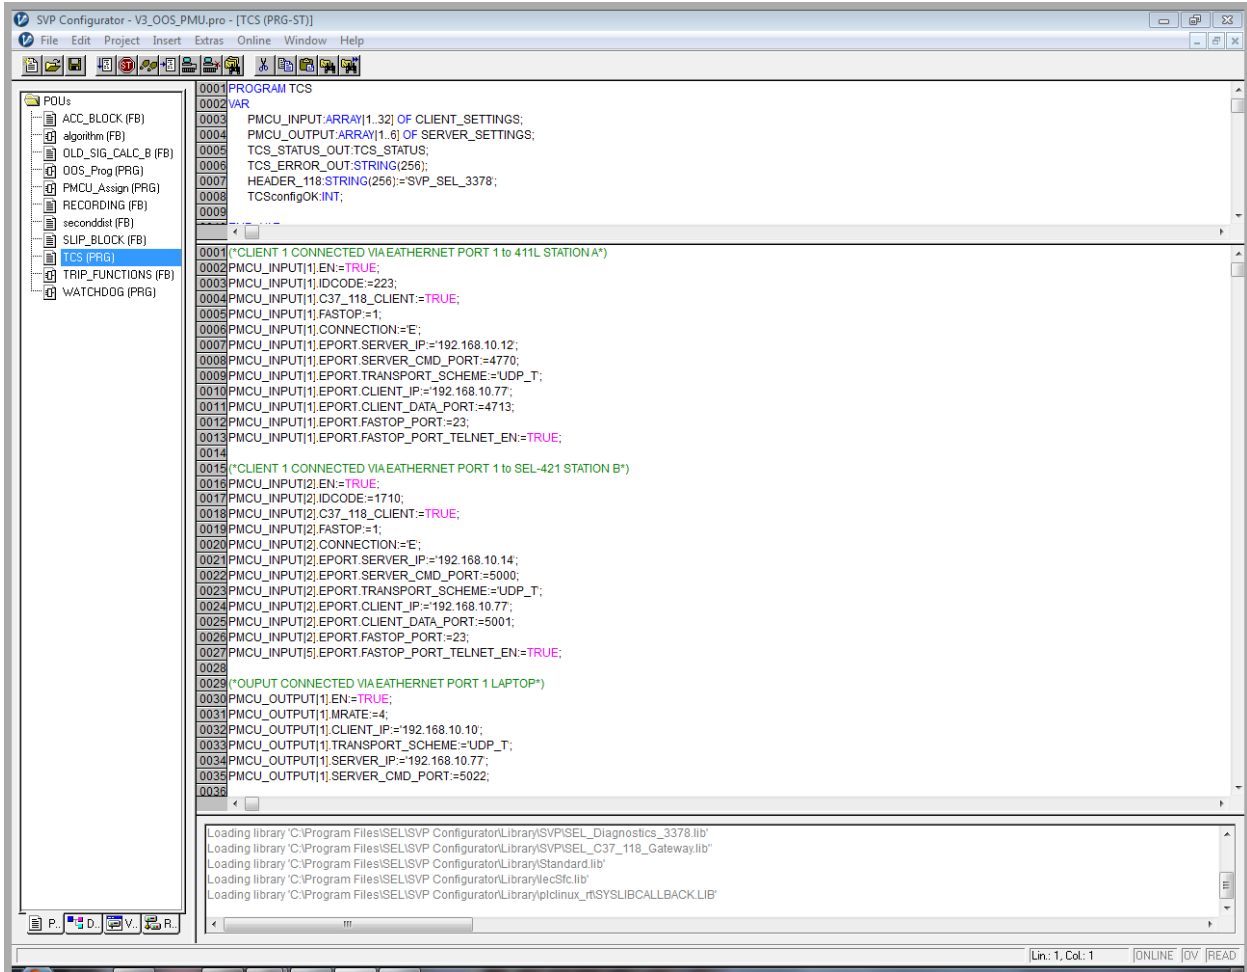 SVP Configurator - V3_OOS_PMU.pro - [TCS (PRG-ST)]
File Edit Project Insert Extras Online Window Help
POUs
ACC_BLOCK (FB)
algorithm (FB)
OLD_SIG_CALC_B (FB)
OOS_Prog (PRG)
PMCU_Assign (PRG)
RECORDING (FB)
seconddist (FB)
SLIP_BLOCK (FB)
TCS (PRG)
TRIP_FUNCTIONS (FB)
WATCHDOG (PRG)
P.. D.. V.. R..
0001 PROGRAM TCS
0002 VAR
0003 PMCU_INPUT:ARRAY[1..32] OF CLIENT_SETTINGS;
0004 PMCU_OUTPUT:ARRAY[1..6] OF SERVER_SETTINGS;
0005 TCS_STATUS_OUT:TCS_STATUS;
0006 TCS_ERROR_OUT:STRING(256);
0007 HEADER_118:STRING(256):='SVP_SEL_3378';
0008 TCSconfigOK:INT;
0009
0001 (*CLIENT 1 CONNECTED VIA EATHERNET PORT 1 to 411L STATION A*)
0002 PMCU_INPUT[1].EN:=TRUE;
0003 PMCU_INPUT[1].IDCODE:=223;
0004 PMCU_INPUT[1].C37_118_CLIENT:=TRUE;
0005 PMCU_INPUT[1].FASTOP:=1;
0006 PMCU_INPUT[1].CONNECTION:='E';
0007 PMCU_INPUT[1].EPORT.SERVER_IP:='192.168.10.12';
0008 PMCU_INPUT[1].EPORT.SERVER_CMD_PORT:=4770;
0009 PMCU_INPUT[1].EPORT.TRANSPORT_SCHEME:='UDP_T';
0010 PMCU_INPUT[1].EPORT.CLIENT_IP:='192.168.10.77';
0011 PMCU_INPUT[1].EPORT.CLIENT_DATA_PORT:=4713;
0012 PMCU_INPUT[1].EPORT.FASTOP_PORT:=23;
0013 PMCU_INPUT[1].EPORT.FASTOP_PORT_TELNET_EN:=TRUE;
0014
0015 (*CLIENT 1 CONNECTED VIA EATHERNET PORT 1 to SEL-421 STATION B*)
0016 PMCU_INPUT[2].EN:=TRUE;
0017 PMCU_INPUT[2].IDCODE:=1710;
0018 PMCU_INPUT[2].C37_118_CLIENT:=TRUE;
0019 PMCU_INPUT[2].FASTOP:=1;
0020 PMCU_INPUT[2].CONNECTION:='E';
0021 PMCU_INPUT[2].EPORT.SERVER_IP:='192.168.10.14';
0022 PMCU_INPUT[2].EPORT.SERVER_CMD_PORT:=5000;
0023 PMCU_INPUT[2].EPORT.TRANSPORT_SCHEME:='UDP_T';
0024 PMCU_INPUT[2].EPORT.CLIENT_IP:='192.168.10.77';
0025 PMCU_INPUT[2].EPORT.CLIENT_DATA_PORT:=5001;
0026 PMCU_INPUT[2].EPORT.FASTOP_PORT:=23;
0027 PMCU_INPUT[5].EPORT.FASTOP_PORT_TELNET_EN:=TRUE;
0028
0029 (*OUPUT CONNECTED VIA EATHERNET PORT 1 LAPTOP*)
0030 PMCU_OUTPUT[1].EN:=TRUE;
0031 PMCU_OUTPUT[1].MRATE:=4;
0032 PMCU_OUTPUT[1].CLIENT_IP:='192.168.10.10';
0033 PMCU_OUTPUT[1].TRANSPORT_SCHEME:='UDP_T';
0034 PMCU_OUTPUT[1].SERVER_IP:='192.168.10.77';
0035 PMCU_OUTPUT[1].SERVER_CMD_PORT:=5022;
0036
Loading library 'C:\Program Files\SEL\SVP Configurator\Library\SVP\SEL_Diagnostics_3378.lib'
Loading library 'C:\Program Files\SEL\SVP Configurator\Library\SVP\SEL_C37_118_Gateway.lib''
Loading library 'C:\Program Files\SEL\SVP Configurator\Library\Standard.lib'
Loading library 'C:\Program Files\SEL\SVP Configurator\Library\IecSfc.lib'
Loading library 'C:\Program Files\SEL\SVP Configurator\Library\plclinux_rt\SYSLIBCALLBACK.LIB'
Lin.: 1, Col.: 1 ONLINE OV READ